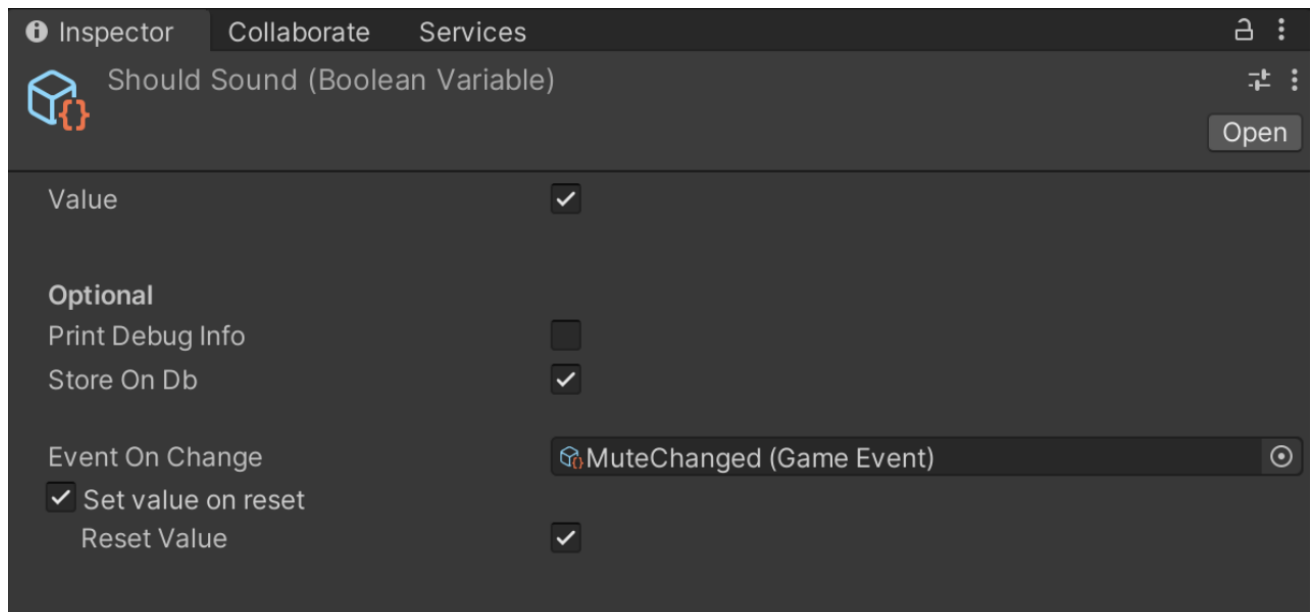 Inspector Collaborate Services
Should Sound (Boolean Variable)
Open
Value
Optional
Print Debug Info
Store On Db
Event On Change MuteChanged (Game Event)
Set value on reset
Reset Value